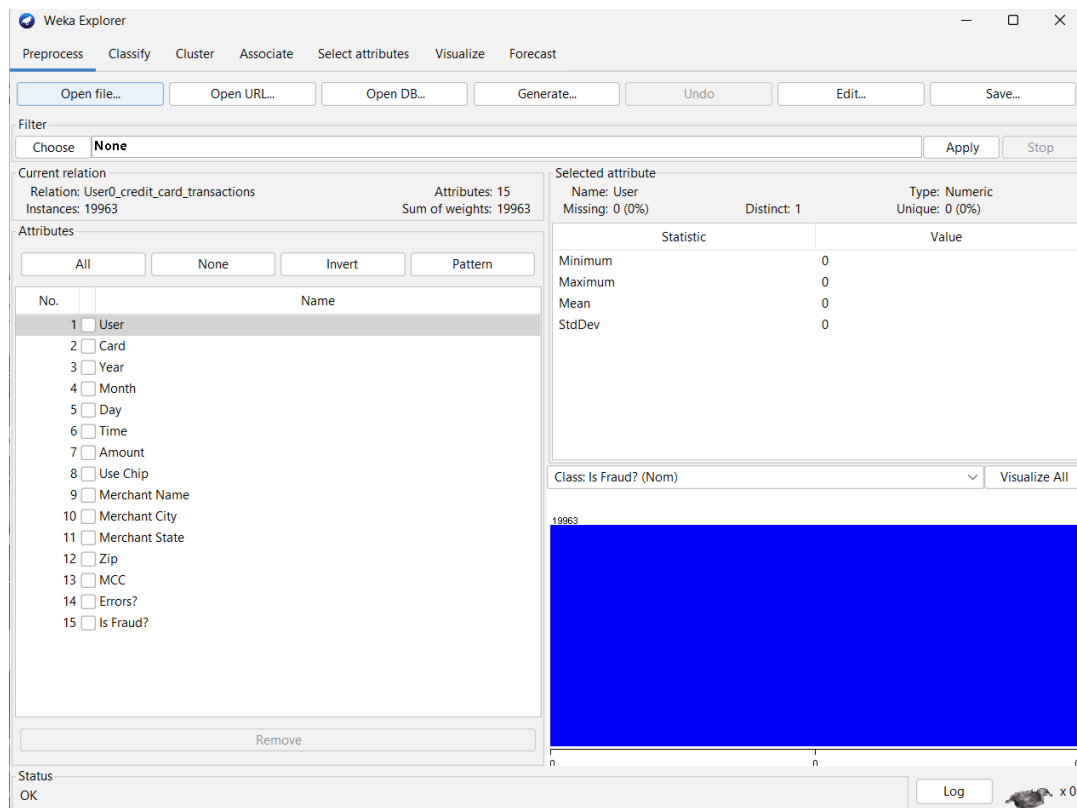 Weka Explorer
Preprocess Classify Cluster Associate Select attributes Visualize Forecast
Open file... Open URL... Open DB... Generate... Undo Edit... Save...
Filter
Choose None Apply Stop
Current relation
Relation: User0_credit_card_transactions Attributes: 15
Instances: 19963 Sum of weights: 19963
Attributes
All None Invert Pattern
No. Name
1 User
2 Card
3 Year
4 Month
5 Day
6 Time
7 Amount
8 Use Chip
9 Merchant Name
10 Merchant City
11 Merchant State
12 Zip
13 MCC
14 Errors?
15 Is Fraud?
Remove
Selected attribute
Name: User Type: Numeric
Missing: 0 (0%) Distinct: 1 Unique: 0 (0%)
Statistic Value
Minimum 0
Maximum 0
Mean 0
StdDev 0
Class: Is Fraud? (Nom) Visualize All
19963
0 0
Status
OK
Log x 0